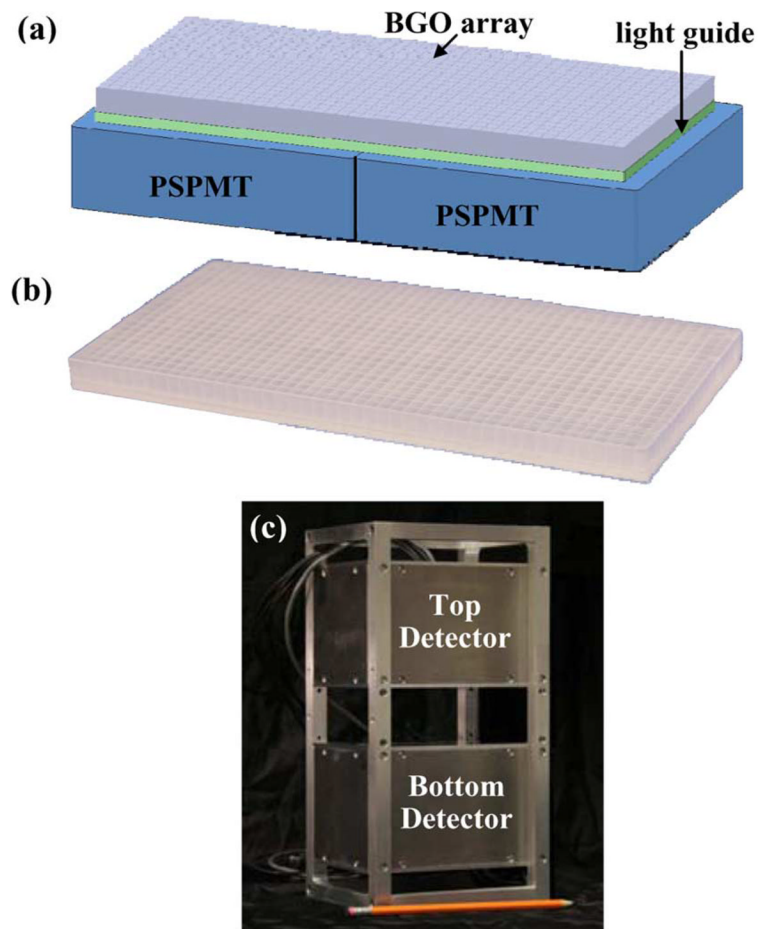 (a)
BGO array
light guide
PSPMT
PSPMT
(b)
(c)
Top
Detector
Bottom
Detector